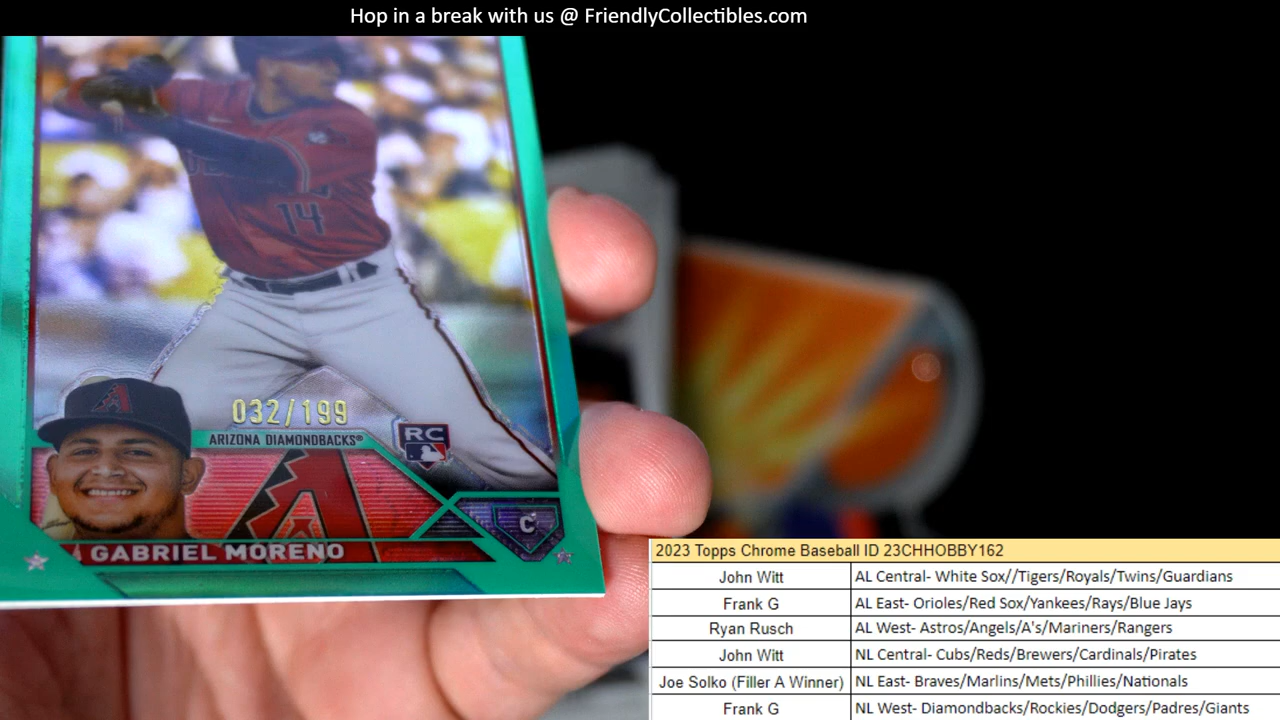 Hop in a break with us @ FriendlyCollectibles.com
14
032/199
ARIZONA DIAMONDBACKS®
RC
C
GABRIEL MORENO
2023 Topps Chrome Baseball ID 23CHHOBBY162
John Witt AL Central- White Sox//Tigers/Royals/Twins/Guardians
Frank G AL East- Orioles/Red Sox/Yankees/Rays/Blue Jays
Ryan Rusch AL West- Astros/Angels/A's/Mariners/Rangers
John Witt NL Central- Cubs/Reds/Brewers/Cardinals/Pirates
Joe Solko (Filler A Winner) NL East- Braves/Marlins/Mets/Phillies/Nationals
Frank G NL West- Diamondbacks/Rockies/Dodgers/Padres/Giants